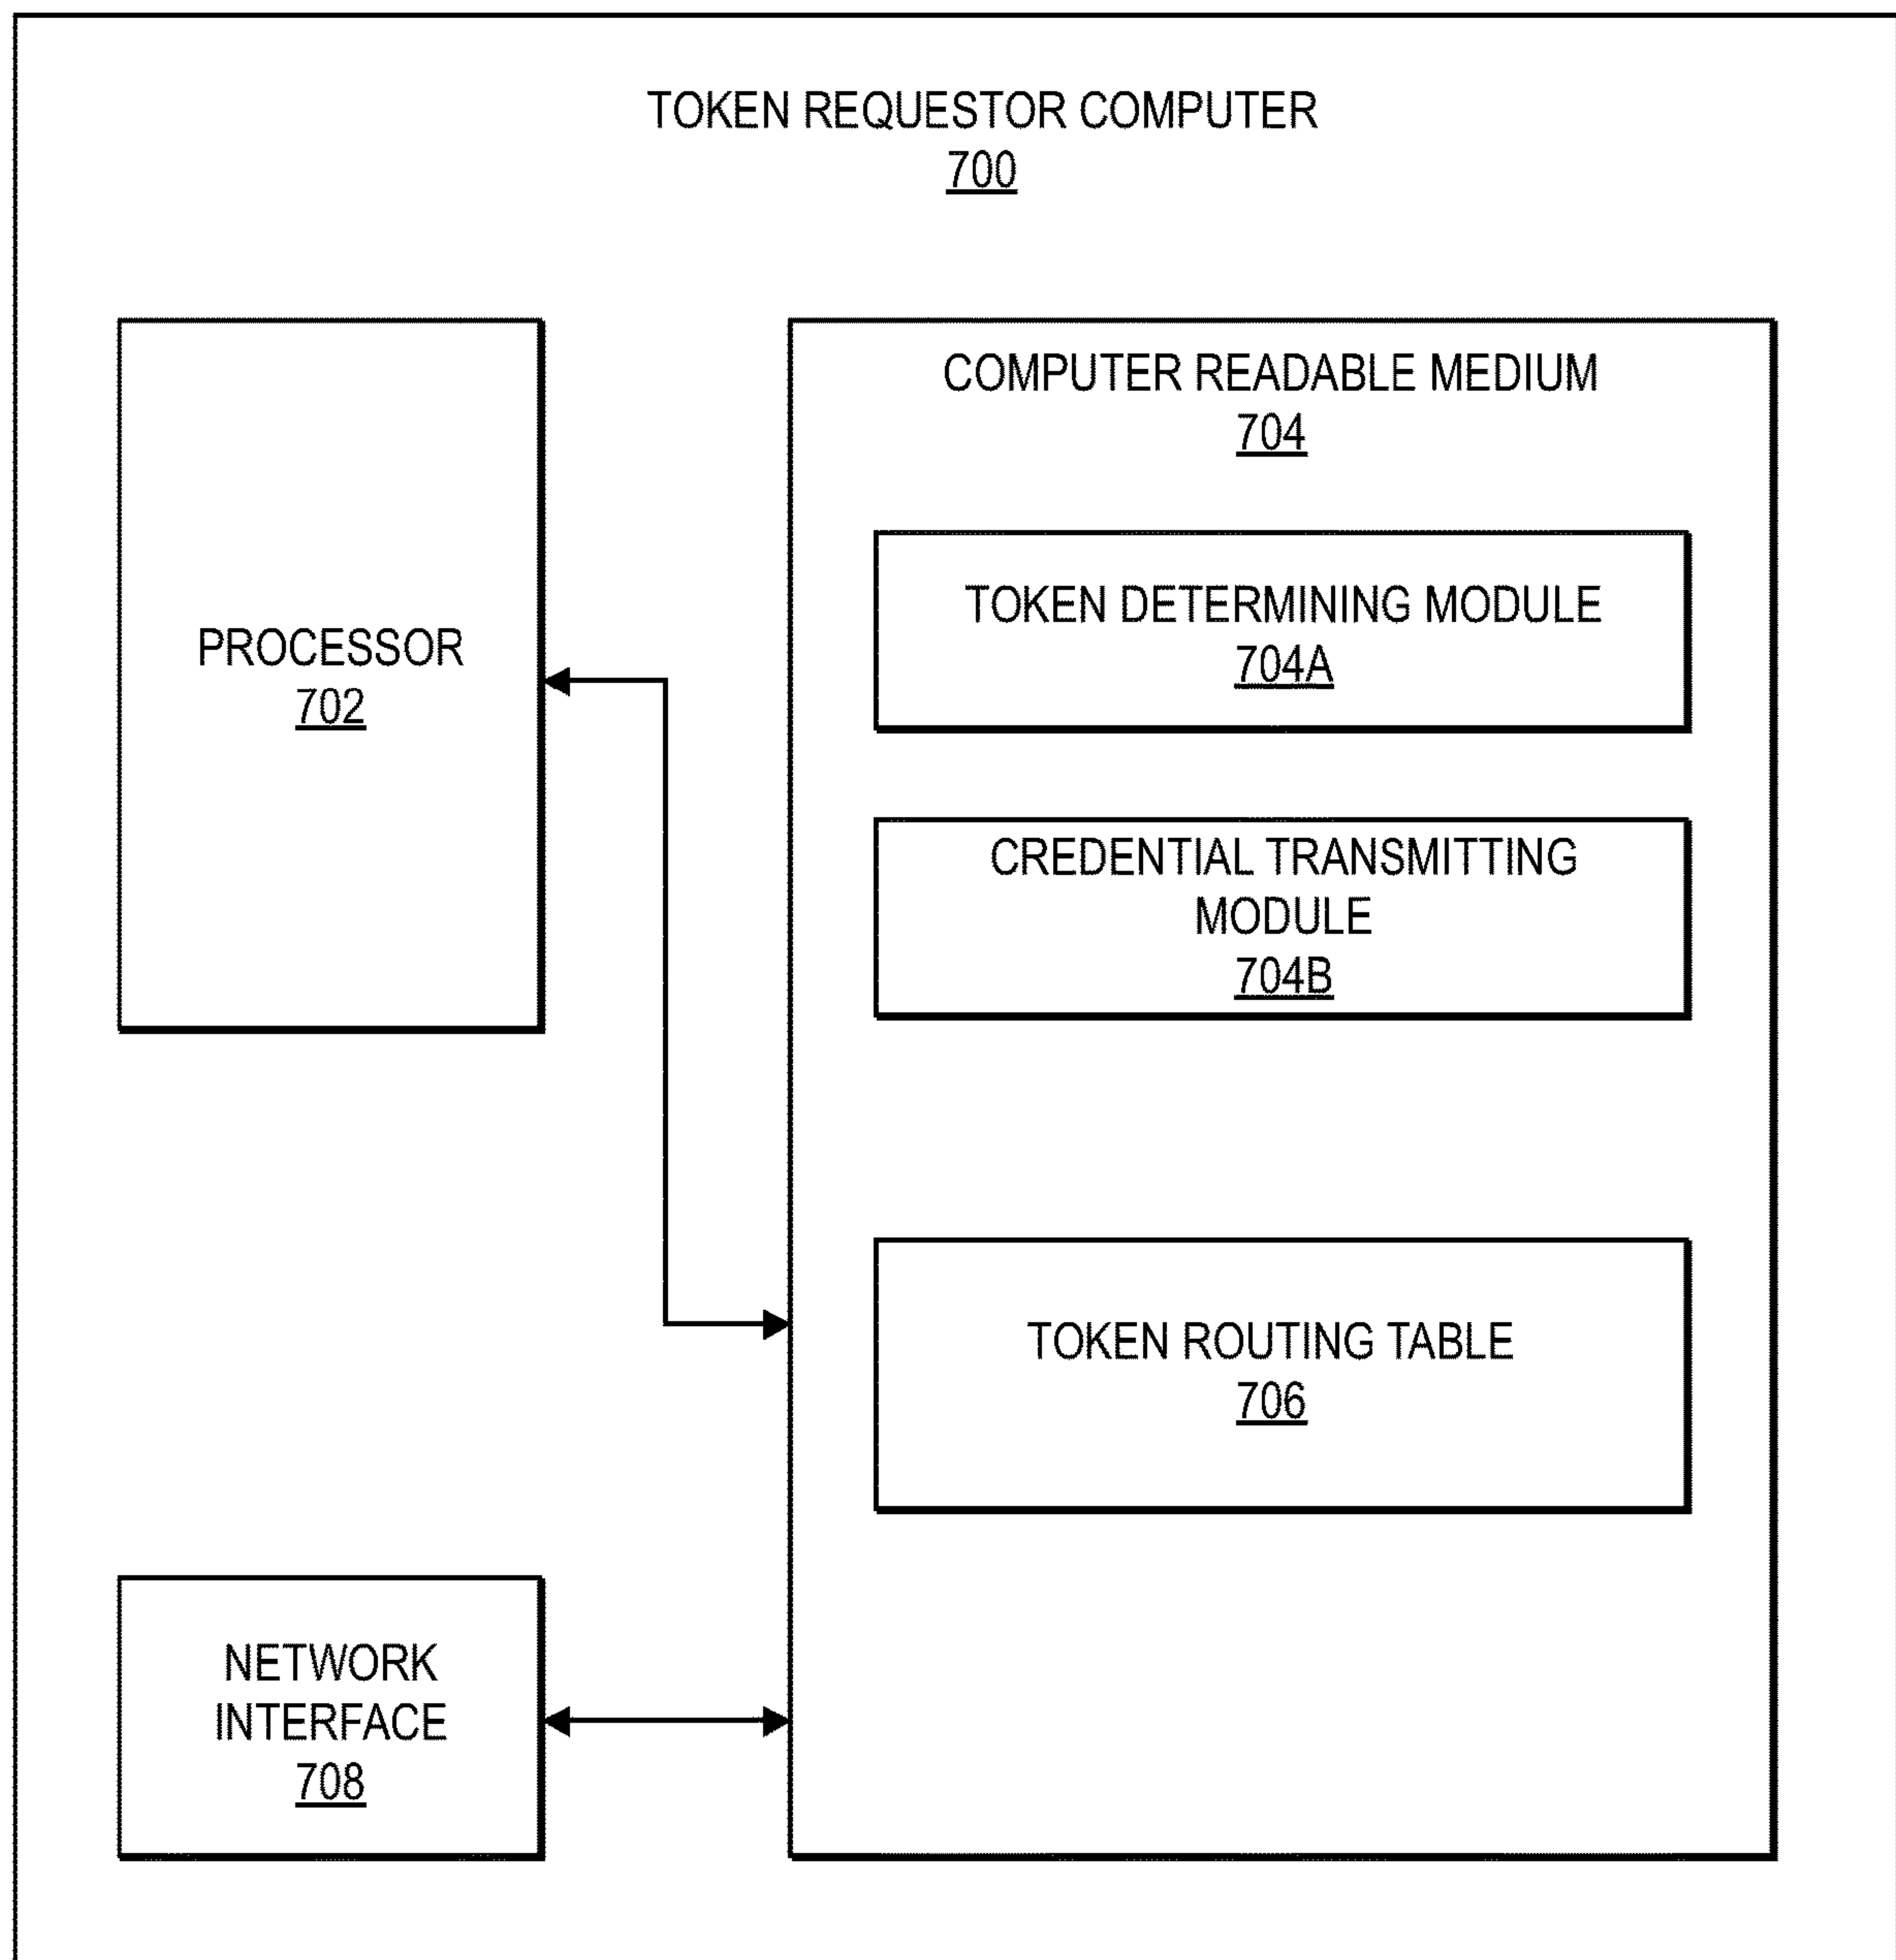 TOKEN REQUESTOR COMPUTER
700
PROCESSOR
702
COMPUTER READABLE MEDIUM
704
TOKEN DETERMINING MODULE
704A
CREDENTIAL TRANSMITTING
MODULE
704B
TOKEN ROUTING TABLE
706
NETWORK
INTERFACE
708